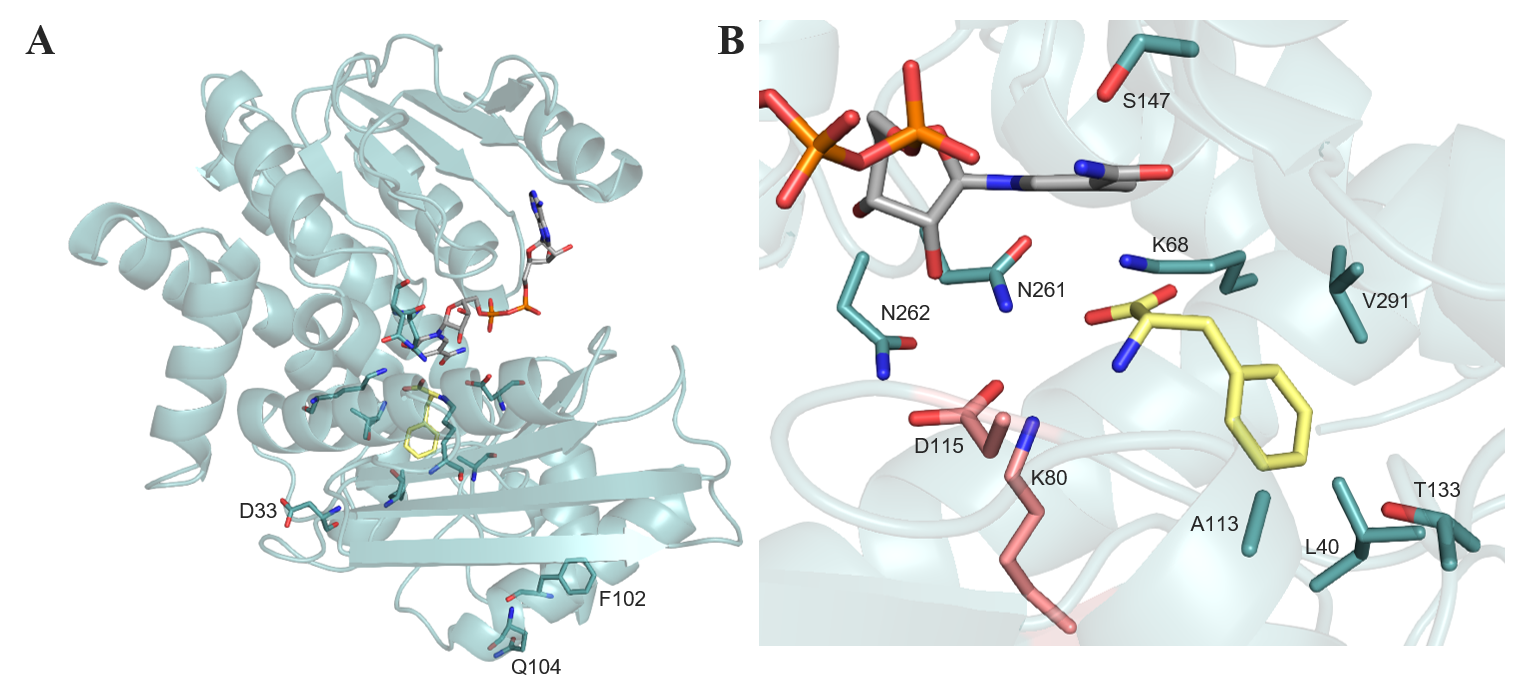 A
D33
F102
Q104
B
S147
K68
N261
V291
N262
D115
K80
T133
A113
L40